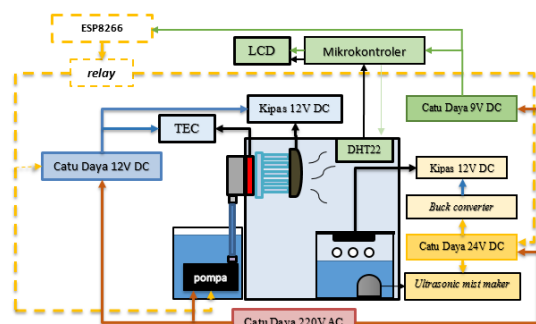 ESP8266
relay
LCD
Mikrokontroler
Kipas 12V DC
Catu Daya 9V DC
TEC
DHT22
Catu Daya 12V DC
Kipas 12V DC
Buck converter
Catu Daya 24V DC
pompa
Ultrasonic mist maker
Catu Daya 220V AC